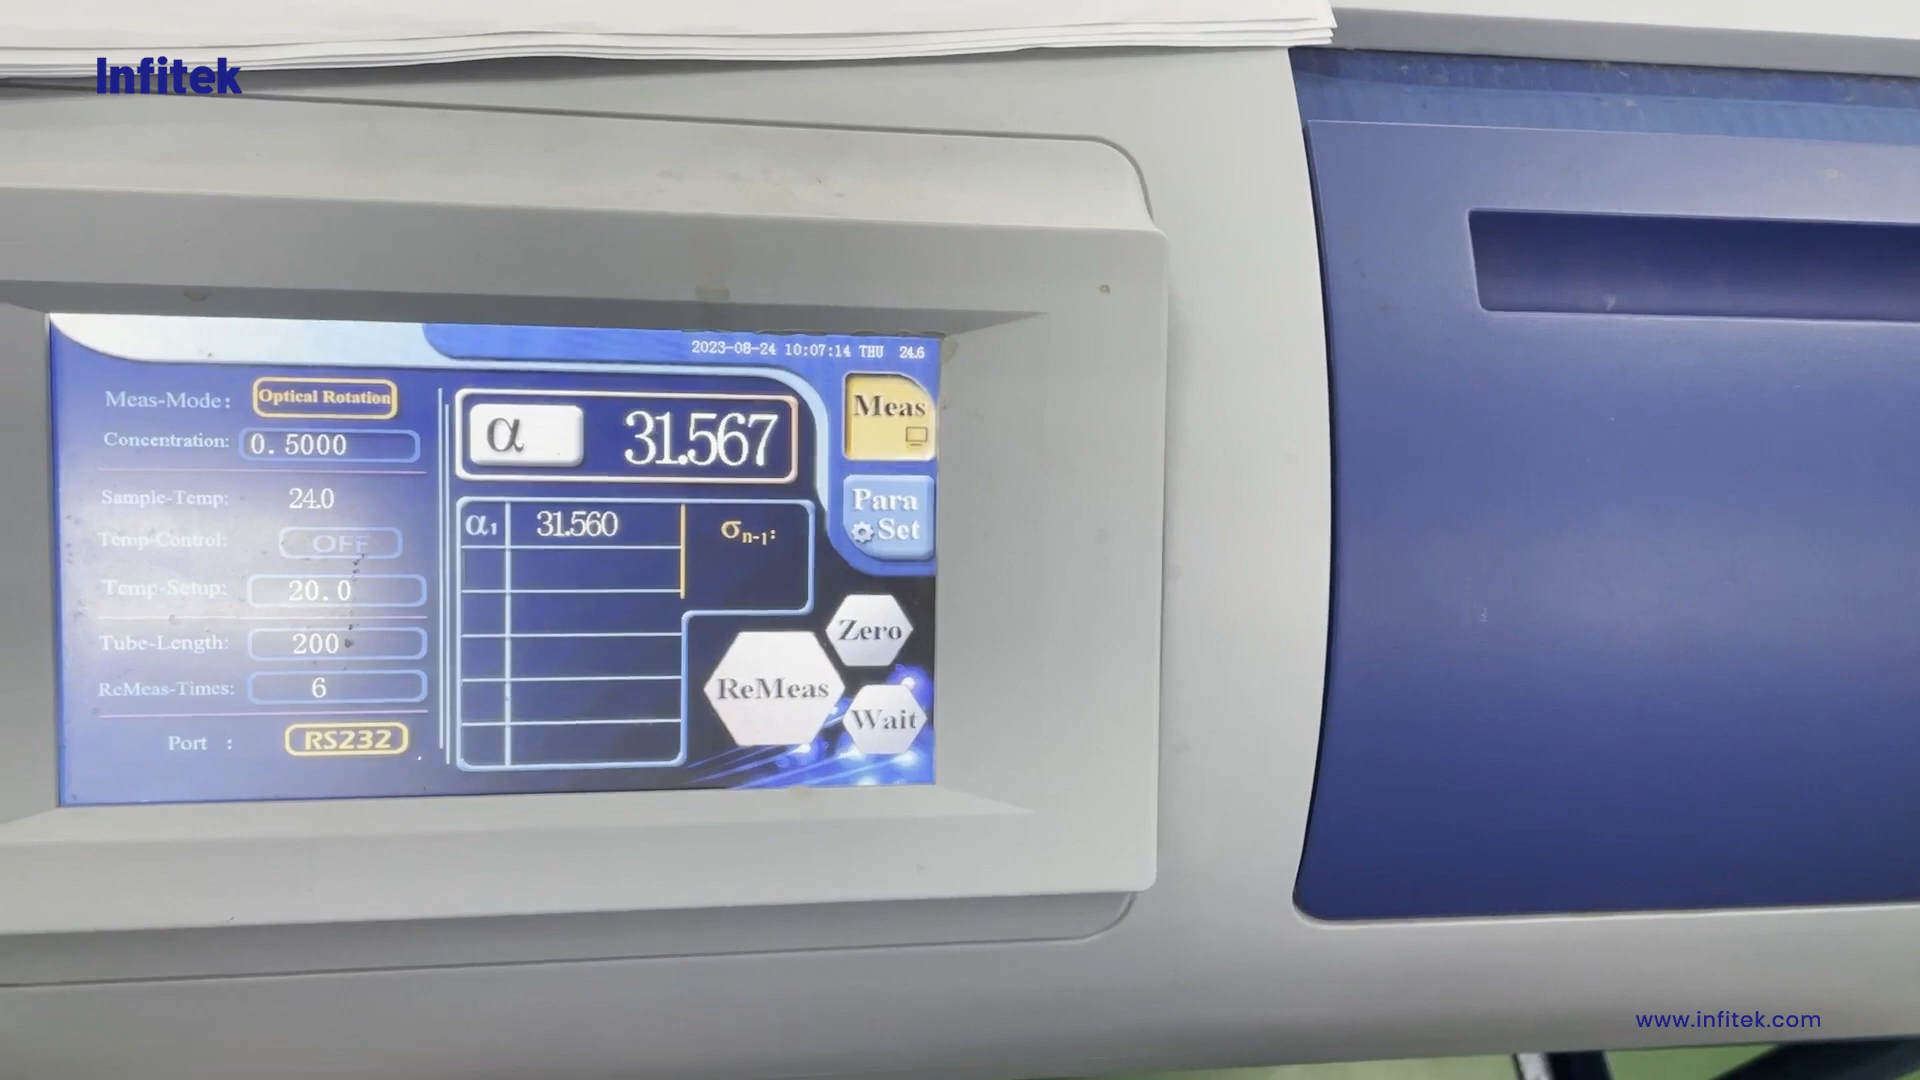 Infitek
2023-08-24 10:07:14 THU 24.6
Meas-Mode: Optical Rotation
Concentration: 0.5000
Sample-Temp: 24.0
Temp-Control: OFF
Temp-Setup: 20.0
Tube-Length: 200
ReMeas-Times: 6
Port : RS232
α 31.567
α1 31.560
σn-1:
Meas
Para
Set
Zero
ReMeas
Wait
www.infitek.com